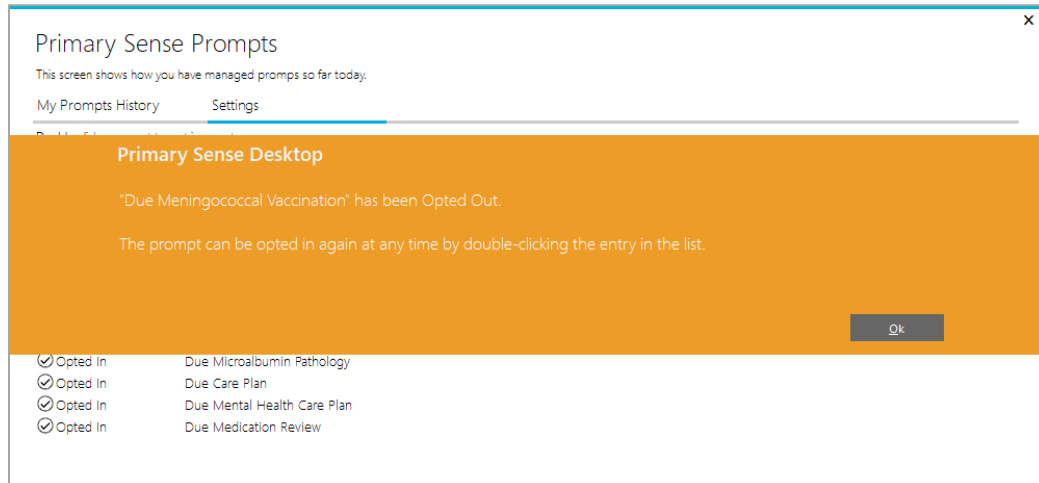 x
Primary Sense Prompts
This screen shows how you have managed promps so far today.
My Prompts History Settings
Primary Sense Desktop
"Due Meningococcal Vaccination" has been Opted Out.
The prompt can be opted in again at any time by double-clicking the entry in the list.
Ok
Opted In Due Microalbumin Pathology
Opted In Due Care Plan
Opted In Due Mental Health Care Plan
Opted In Due Medication Review